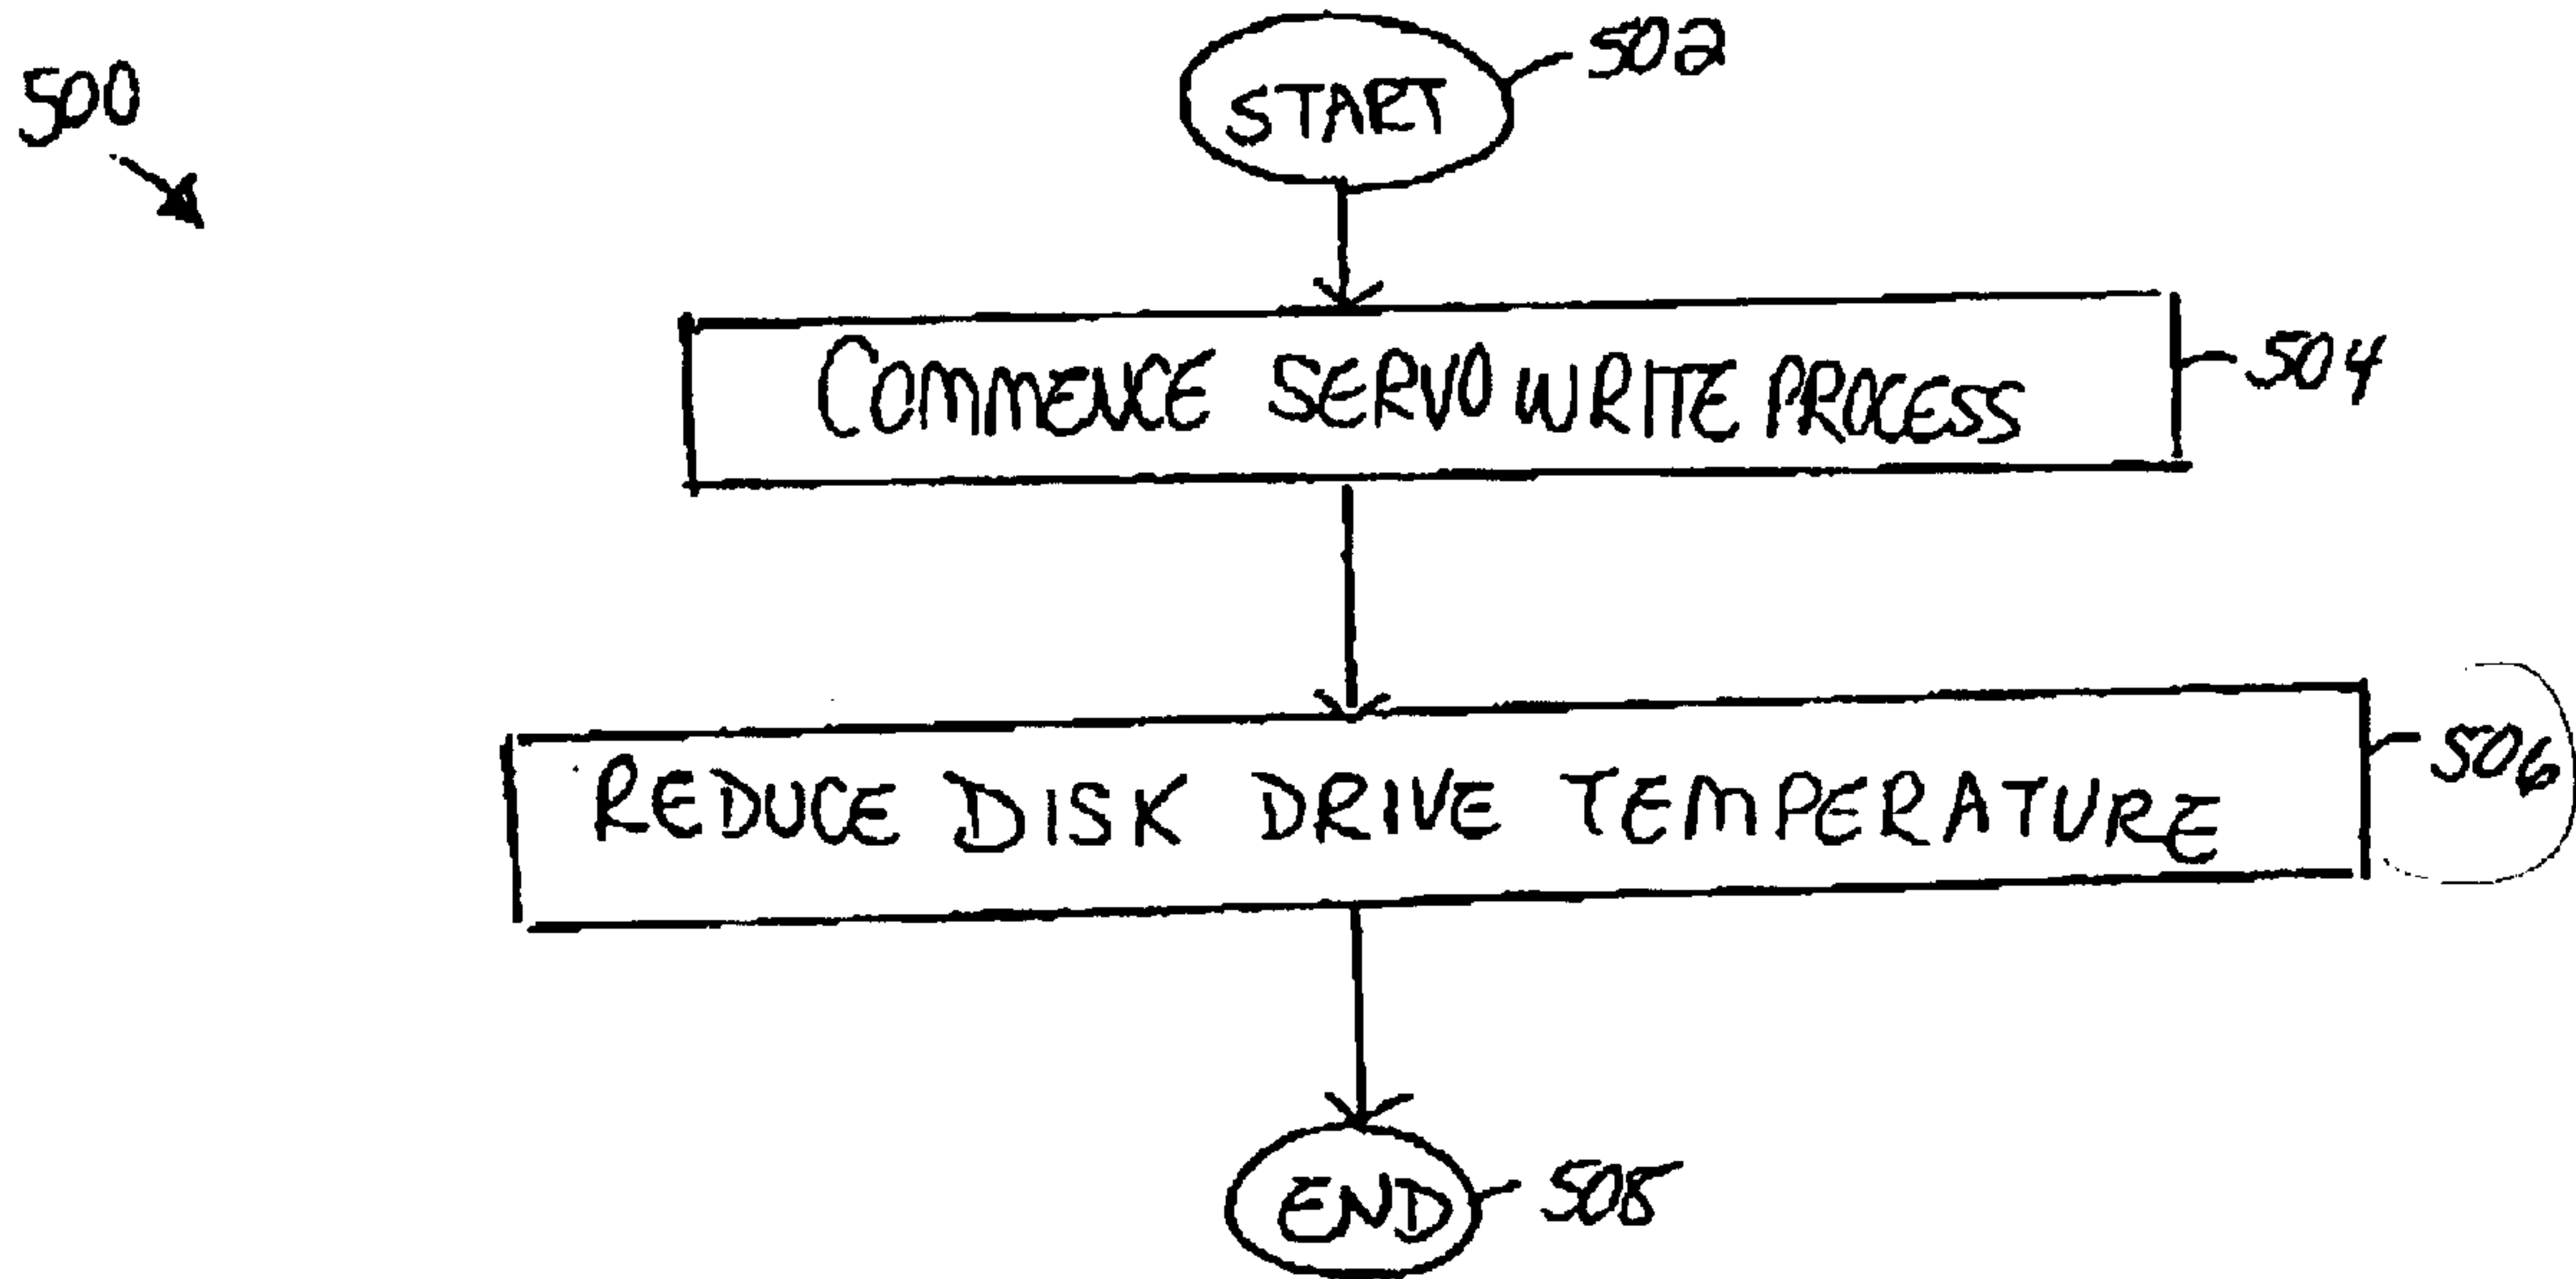 500
START 502
COMMENCE SERVO WRITE PROCESS 504
REDUCE DISK DRIVE TEMPERATURE 506
END 508